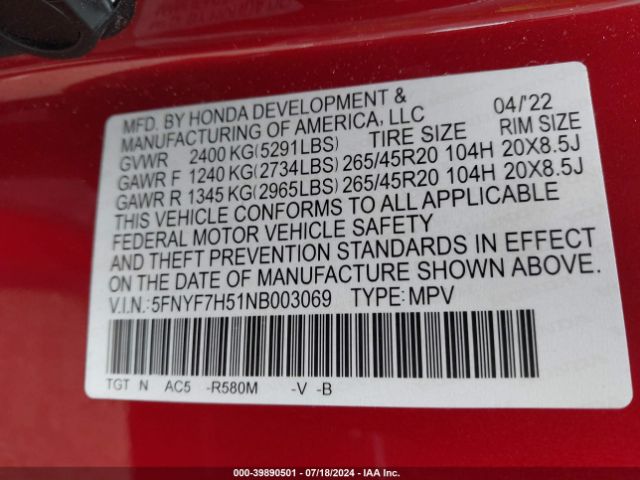 MFD. BY HONDA DEVELOPMENT & 04/'22
MANUFACTURING OF AMERICA, LLC
GVWR 2400 KG(5291LBS) TIRE SIZE RIM SIZE
GAWR F 1240 KG(2734LBS) 265/45R20 104H 20X8.5J
GAWR R 1345 KG(2965LBS) 265/45R20 104H 20X8.5J
THIS VEHICLE CONFORMS TO ALL APPLICABLE
FEDERAL MOTOR VEHICLE SAFETY
AND THEFT PREVENTION STANDARDS IN EFFECT
ON THE DATE OF MANUFACTURE SHOWN ABOVE.
V.I.N.: 5FNYF7H51NB003069 TYPE: MPV
TGT N AC5 -R580M -V -B
000-39890501 - 07/18/2024 - IAA Inc.